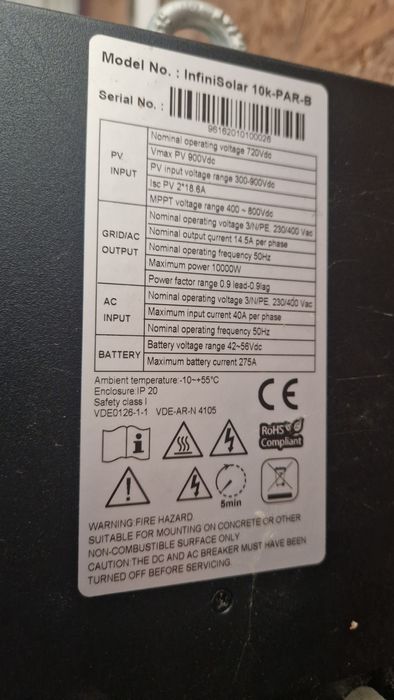 Model No. : InfiniSolar 10k-PAR-B
Serial No. :
96162010100026
PV INPUT
Nominal operating voltage 720Vdc
Vmax PV 900Vdc
PV input voltage range 300-900Vdc
Isc PV 2*18.6A
MPPT voltage range 400 ~ 800Vdc
GRID/AC OUTPUT
Nominal operating voltage 3/N/PE, 230/400 Vac
Nominal output current 14.5A per phase
Nominal operating frequency 50Hz
Maximum power 10000W
Power factor range 0.9 lead-0.9lag
AC INPUT
Nominal operating voltage 3/N/PE, 230/400 Vac
Maximum input current 40A per phase
Nominal operating frequency 50Hz
BATTERY
Battery voltage range 42~56Vdc
Maximum battery current 275A
Ambient temperature:-10~+55°C
Enclosure:IP 20
Safety class I
VDE0126-1-1 VDE-AR-N 4105
CE
RoHS
Compliant
5min
WARNING FIRE HAZARD
SUITABLE FOR MOUNTING ON CONCRETE OR OTHER
NON-COMBUSTIBLE SURFACE ONLY
CAUTION:THE DC AND AC BREAKER MUST HAVE BEEN
TURNED OFF BEFORE SERVICING